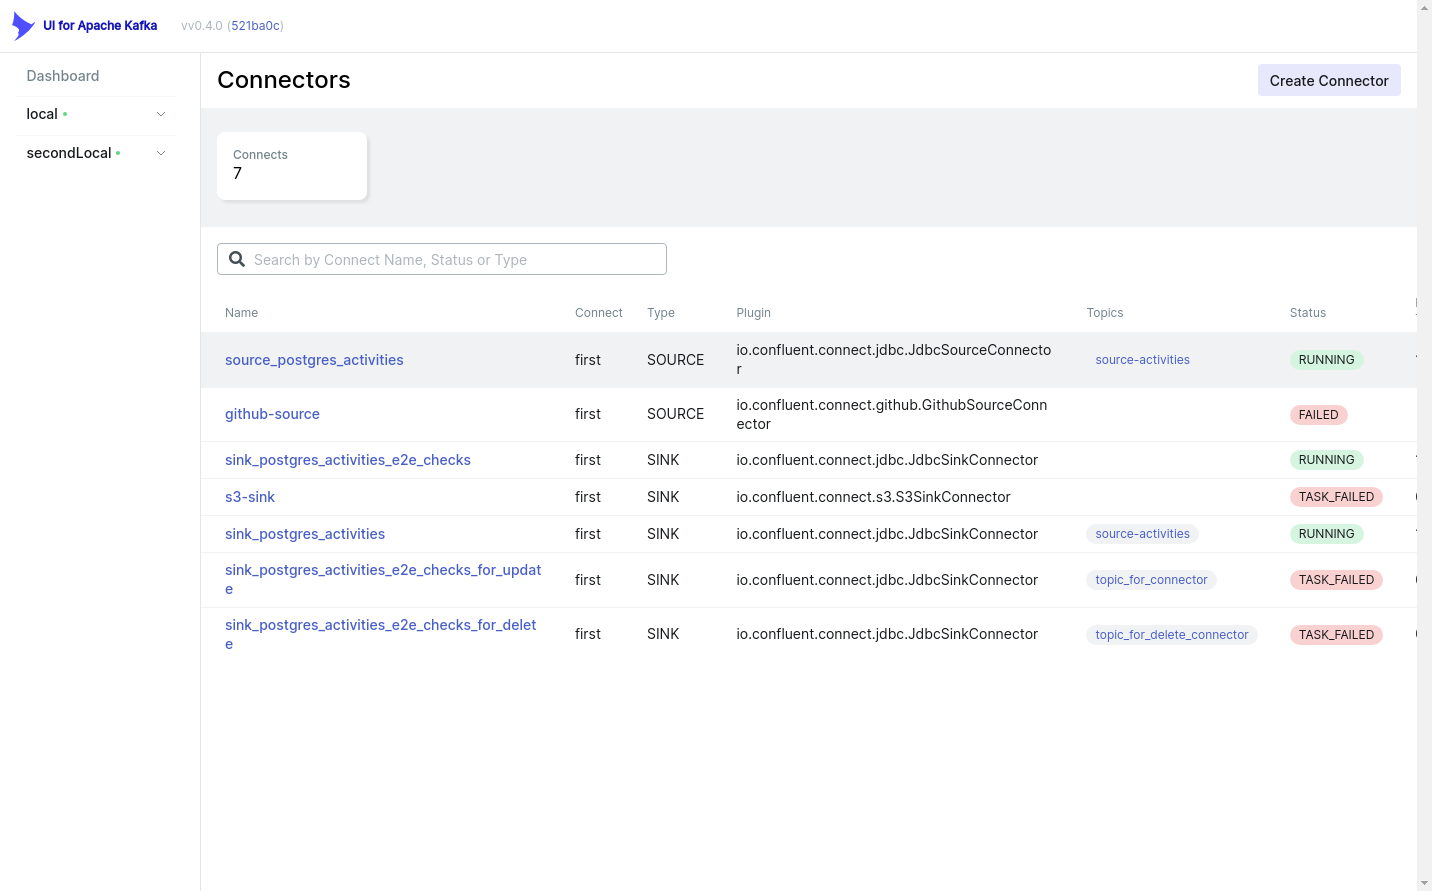 UI for Apache Kafka vv0.4.0 (521ba0c)
Dashboard
local
secondLocal
Connectors
Create Connector
Connects
7
Search by Connect Name, Status or Type
Name Connect Type Plugin Topics Status
source_postgres_activities first SOURCE io.confluent.connect.jdbc.JdbcSourceConnecto
r source-activities RUNNING
github-source first SOURCE io.confluent.connect.github.GithubSourceConn
ector FAILED
sink_postgres_activities_e2e_checks first SINK io.confluent.connect.jdbc.JdbcSinkConnector RUNNING
s3-sink first SINK io.confluent.connect.s3.S3SinkConnector TASK_FAILED
sink_postgres_activities first SINK io.confluent.connect.jdbc.JdbcSinkConnector source-activities RUNNING
sink_postgres_activities_e2e_checks_for_updat
e first SINK io.confluent.connect.jdbc.JdbcSinkConnector topic_for_connector TASK_FAILED
sink_postgres_activities_e2e_checks_for_delet
e first SINK io.confluent.connect.jdbc.JdbcSinkConnector topic_for_delete_connector TASK_FAILED